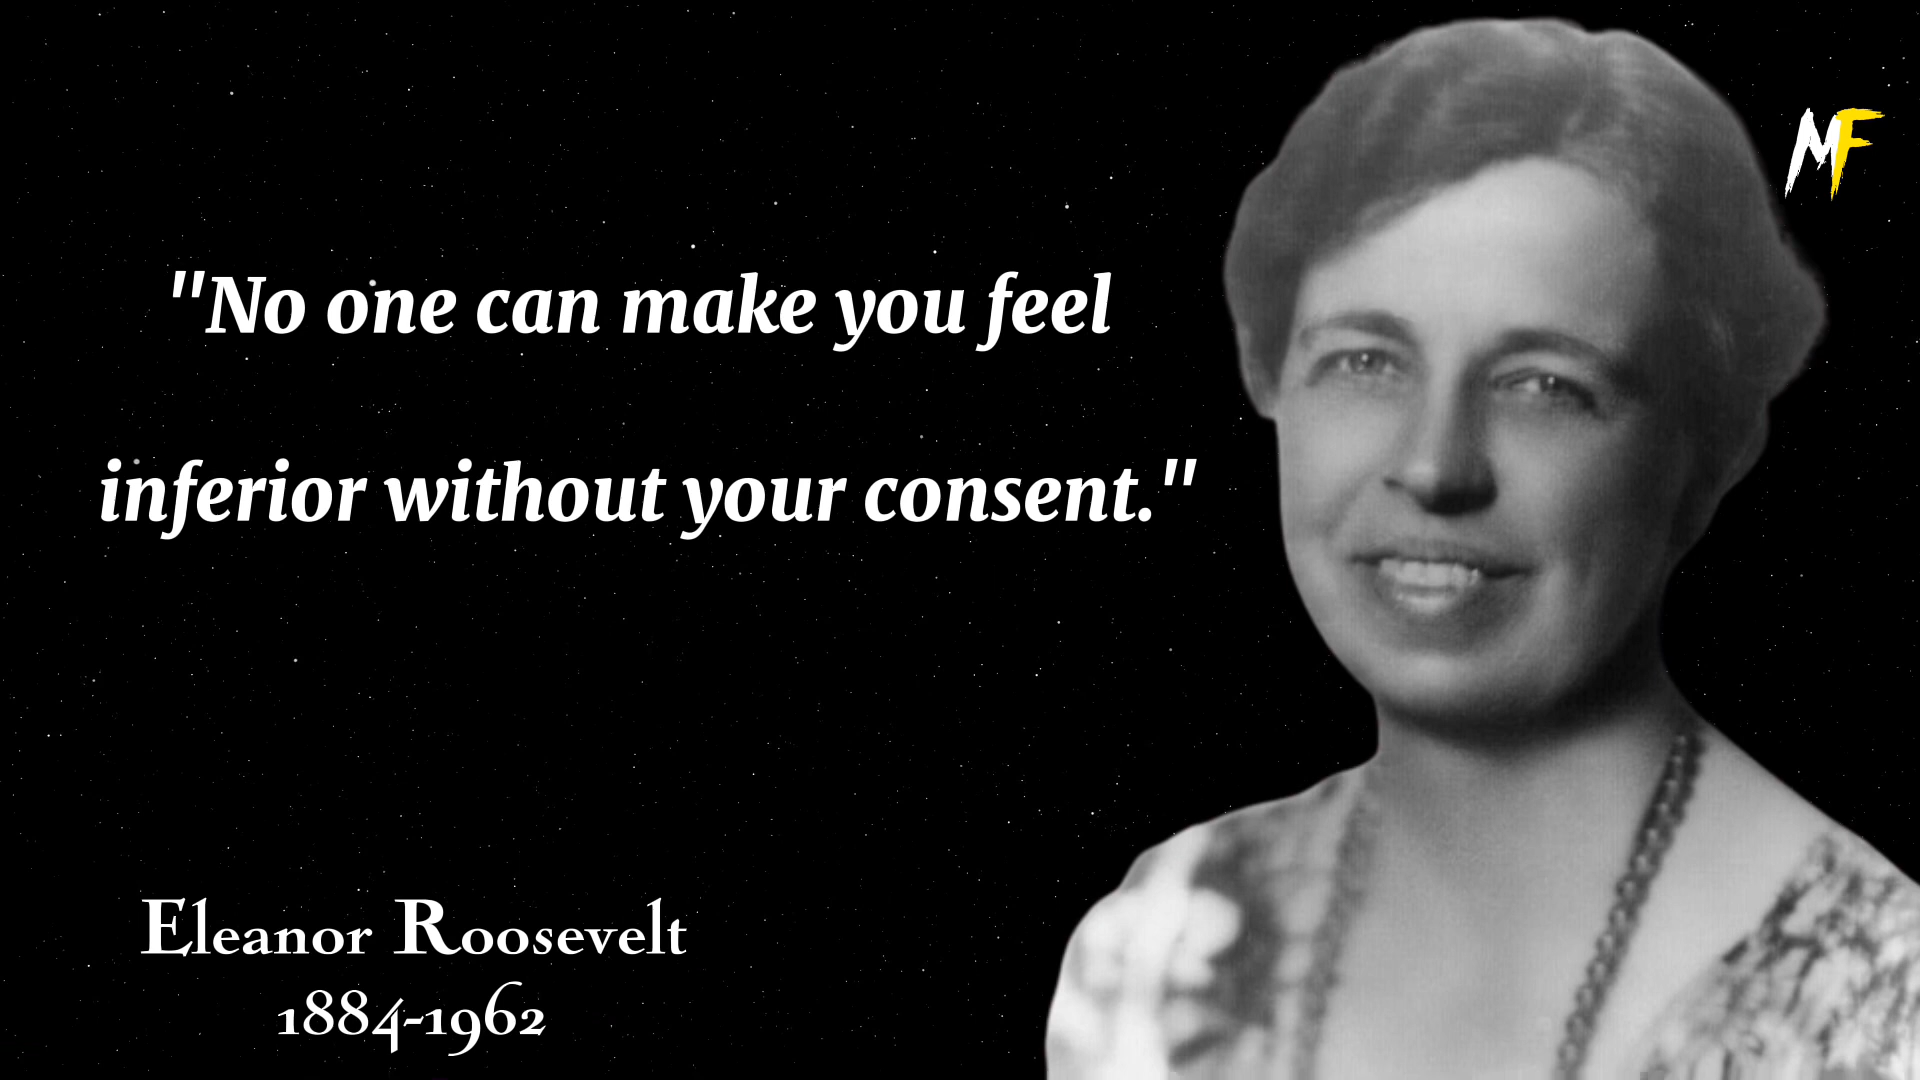 "No one can make you feel
inferior without your consent."
MF
Eleanor Roosevelt
1884-1962